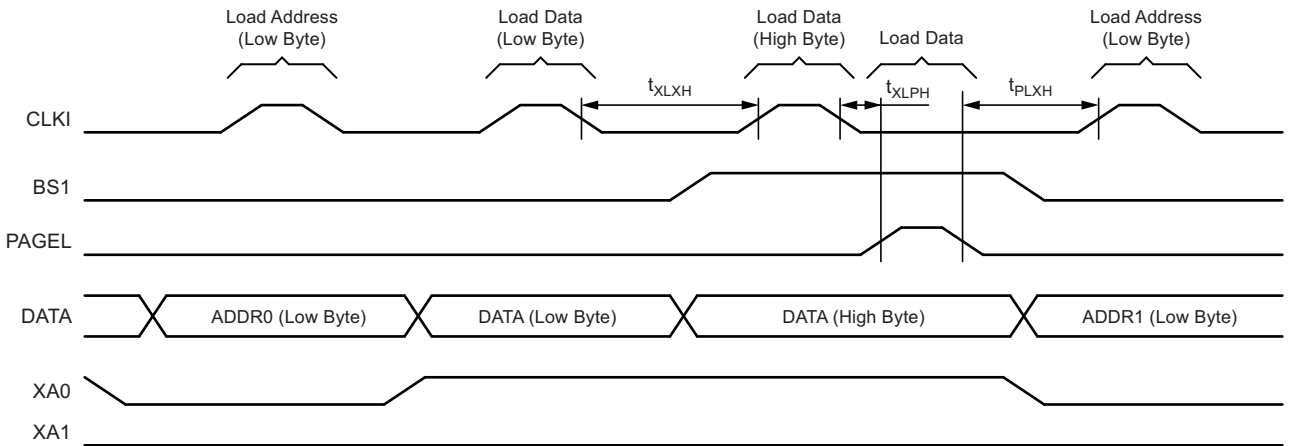 Load Address
(Low Byte)
Load Data
(Low Byte)
Load Data
(High Byte)
Load Data
Load Address
(Low Byte)
tXLXH
tXLPH
tPLXH
CLKI
BS1
PAGEL
DATA
ADDR0 (Low Byte)
DATA (Low Byte)
DATA (High Byte)
ADDR1 (Low Byte)
XA0
XA1